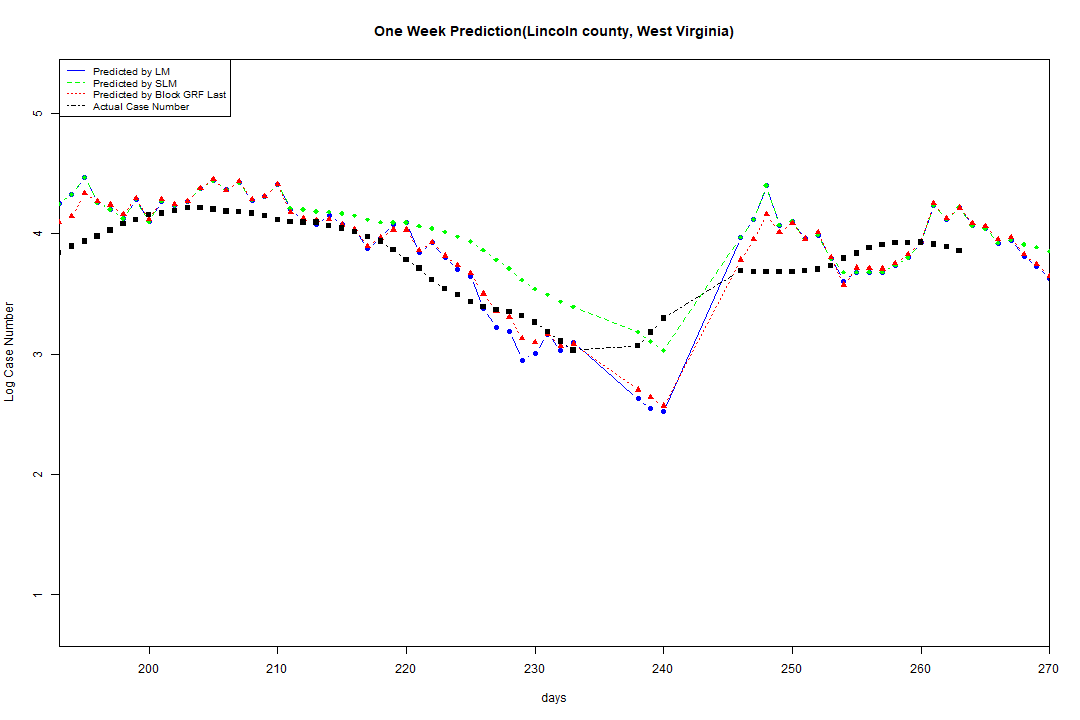 One Week Prediction(Lincoln county, West Virginia)
Predicted by LM
Predicted by SLM
Predicted by Block GRF Last
Actual Case Number
5
4
3
2
1
Log Case Number
200 210 220 230 240 250 260 270
days